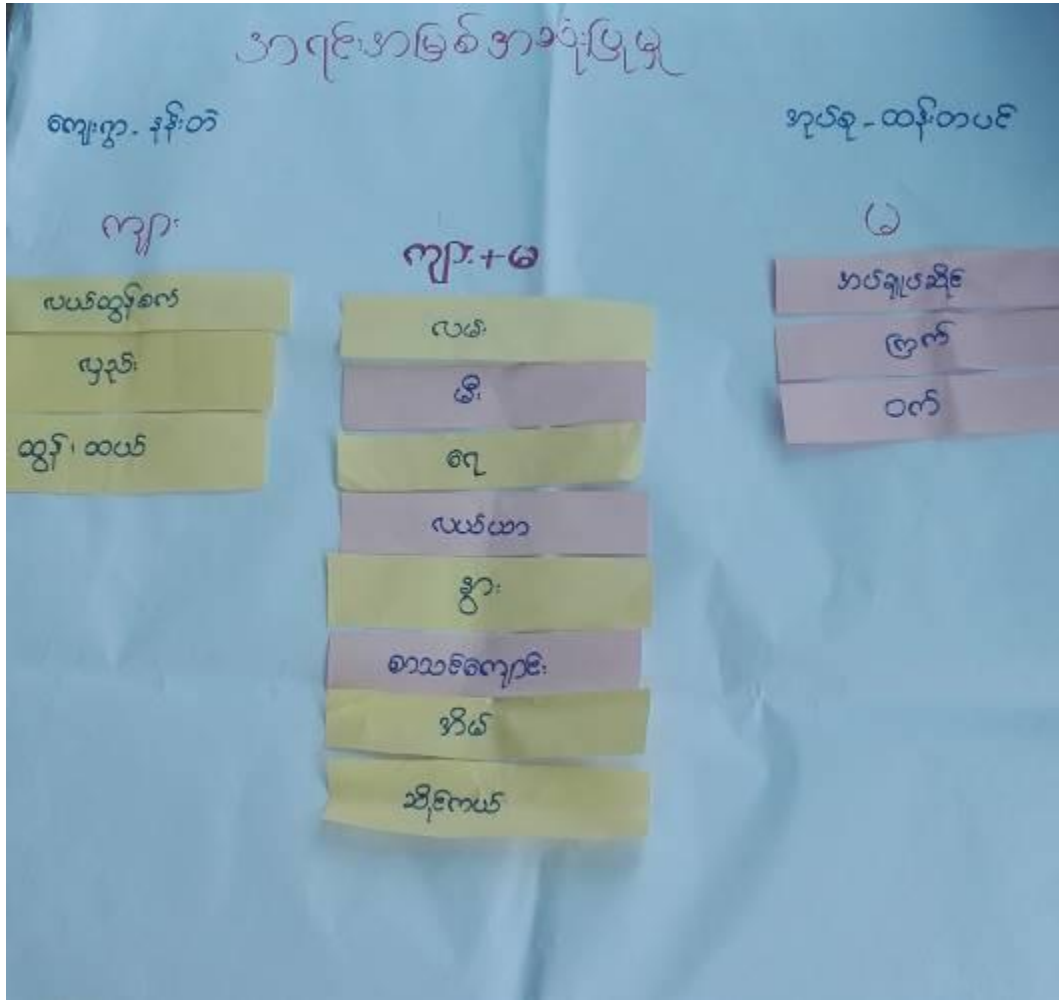 အရင်းအမြစ်အသုံးပြုမှု
ကျေးရွာ - နန်းတဲ
အုပ်စု - ထန်းတပင်
ကျား
ကျား+မ
မ
လယ်ထွန်စက်
လှည်း
ထွန်၊ ထယ်
လမ်း
မီး
ရေ
လယ်ယာ
နွား
စာသင်ကျောင်း
အိမ်
ဆိုင်ကယ်
အပ်ချုပ်ဆိုင်
ကြက်
ဝက်